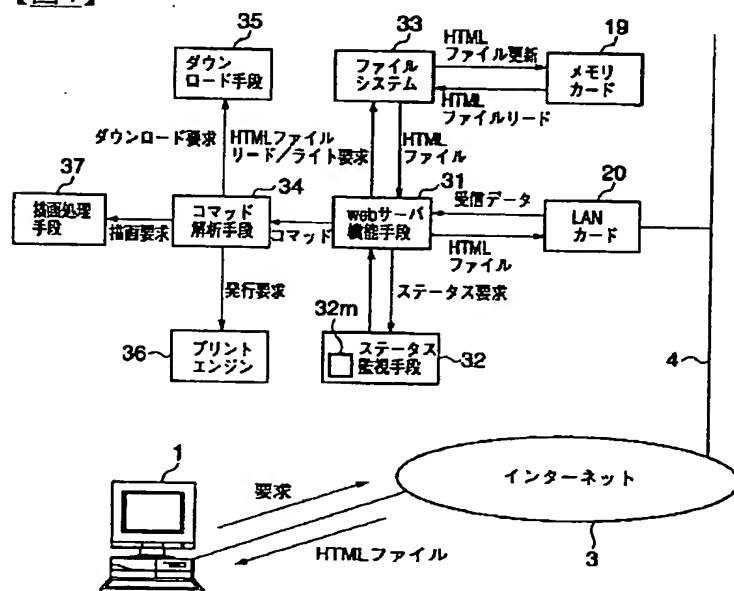 35
33
19
ダウン
ロード手段
ファイル
システム
HTML
ファイル更新
HTML
ファイルリード
メモリ
カード
ダウンロード要求
HTMLファイル
リード/ライト要求
HTML
ファイル
37
34
31
20
描画処理
手段
描画要求
コマッド
解析手段
コマッド
webサーバ
機能手段
受信データ
HTML
ファイル
LAN
カード
発行要求
ステータス要求
36
プリント
エンジン
32m
ステータス
監視手段
32
4
1
要求
インターネット
HTMLファイル
3